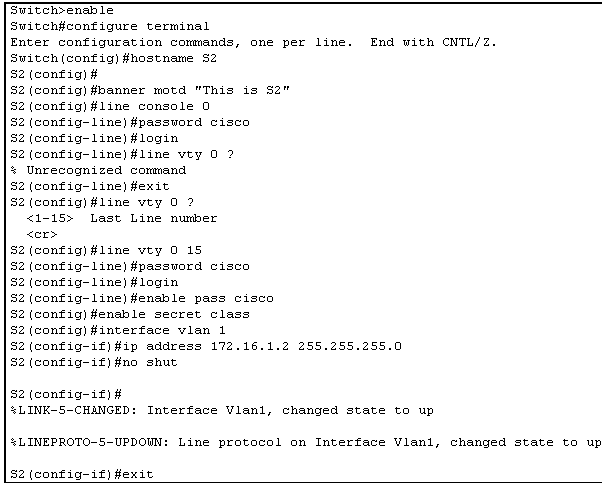 Switch>enable
Switch#configure terminal
Enter configuration commands, one per line.  End with CNTL/Z.
Switch(config)#hostname S2
S2(config)#
S2(config)#banner motd "This is S2"
S2(config)#line console 0
S2(config-line)#password cisco
S2(config-line)#login
S2(config-line)#line vty 0 ?
% Unrecognized command
S2(config-line)#exit
S2(config)#line vty 0 ?
  <1-15>  Last Line number
  <cr>
S2(config)#line vty 0 15
S2(config-line)#password cisco
S2(config-line)#login
S2(config-line)#enable pass cisco
S2(config)#enable secret class
S2(config)#interface vlan 1
S2(config-if)#ip address 172.16.1.2 255.255.255.0
S2(config-if)#no shut
S2(config-if)#
%LINK-5-CHANGED: Interface Vlan1, changed state to up
%LINEPROTO-5-UPDOWN: Line protocol on Interface Vlan1, changed state to up
S2(config-if)#exit